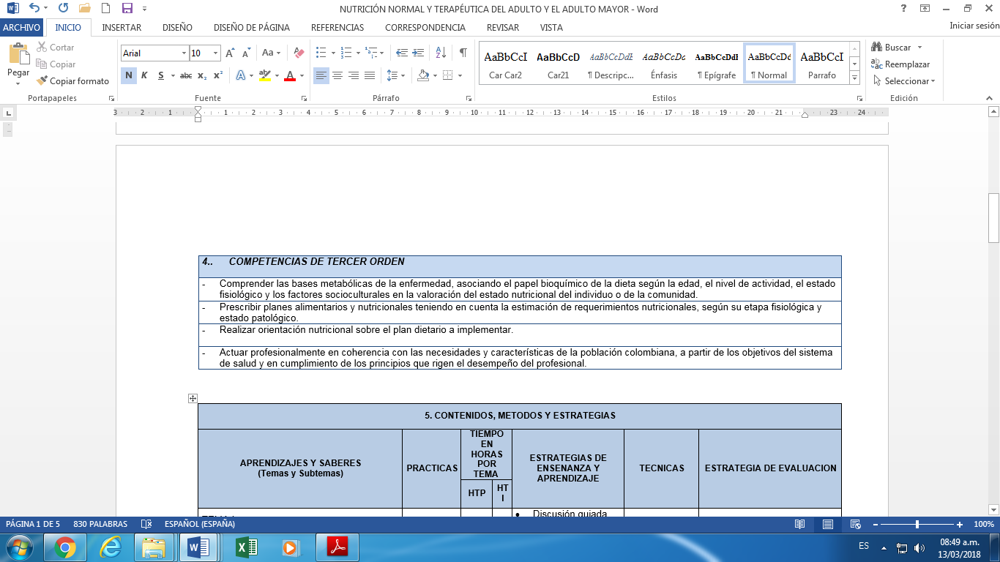 NUTRICIÓN NORMAL Y TERAPÉUTICA DEL ADULTO Y EL ADULTO MAYOR - Word
ARCHIVO INICIO INSERTAR DISEÑO DISEÑO DE PÁGINA REFERENCIAS CORRESPONDENCIA REVISAR VISTA Iniciar sesión
Pegar
Cortar
Copiar
Copiar formato
Portapapeles
Arial 10
N K S abc x₂ x²
Fuente
Párrafo
AaBbCcI AaBbCcD AaBbCcDdE AaBbCcDc AaBbCcDdI AaBbCcDd AaBbCcI
Car Car2 Car21 ¶ Descripc... Énfasis ¶ Epígrafe ¶ Normal Parrafo
Estilos
Buscar
Reemplazar
Seleccionar
Edición
3 2 1 1 2 3 4 5 6 7 8 9 10 11 12 13 14 15 16 17 18 19 20 21 23 24
4.. COMPETENCIAS DE TERCER ORDEN
- Comprender las bases metabólicas de la enfermedad, asociando el papel bioquímico de la dieta según la edad, el nivel de actividad, el estado
fisiológico y los factores socioculturales en la valoración del estado nutricional del individuo o de la comunidad.
- Prescribir planes alimentarios y nutricionales teniendo en cuenta la estimación de requerimientos nutricionales, según su etapa fisiológica y
estado patológico.
- Realizar orientación nutricional sobre el plan dietario a implementar.
- Actuar profesionalmente en coherencia con las necesidades y características de la población colombiana, a partir de los objetivos del sistema
de salud y en cumplimiento de los principios que rigen el desempeño del profesional.
5. CONTENIDOS, METODOS Y ESTRATEGIAS
APRENDIZAJES Y SABERES
(Temas y Subtemas)
PRACTICAS
TIEMPO
EN
HORAS
POR
TEMA
HTP
HT
I
ESTRATEGIAS DE
ENSENANZA Y
APRENDIZAJE
TECNICAS
ESTRATEGIA DE EVALUACION
• Discusión guiada
PÁGINA 1 DE 5 830 PALABRAS ESPAÑOL (ESPAÑA) 100%
ES 08:49 a.m.
13/03/2018